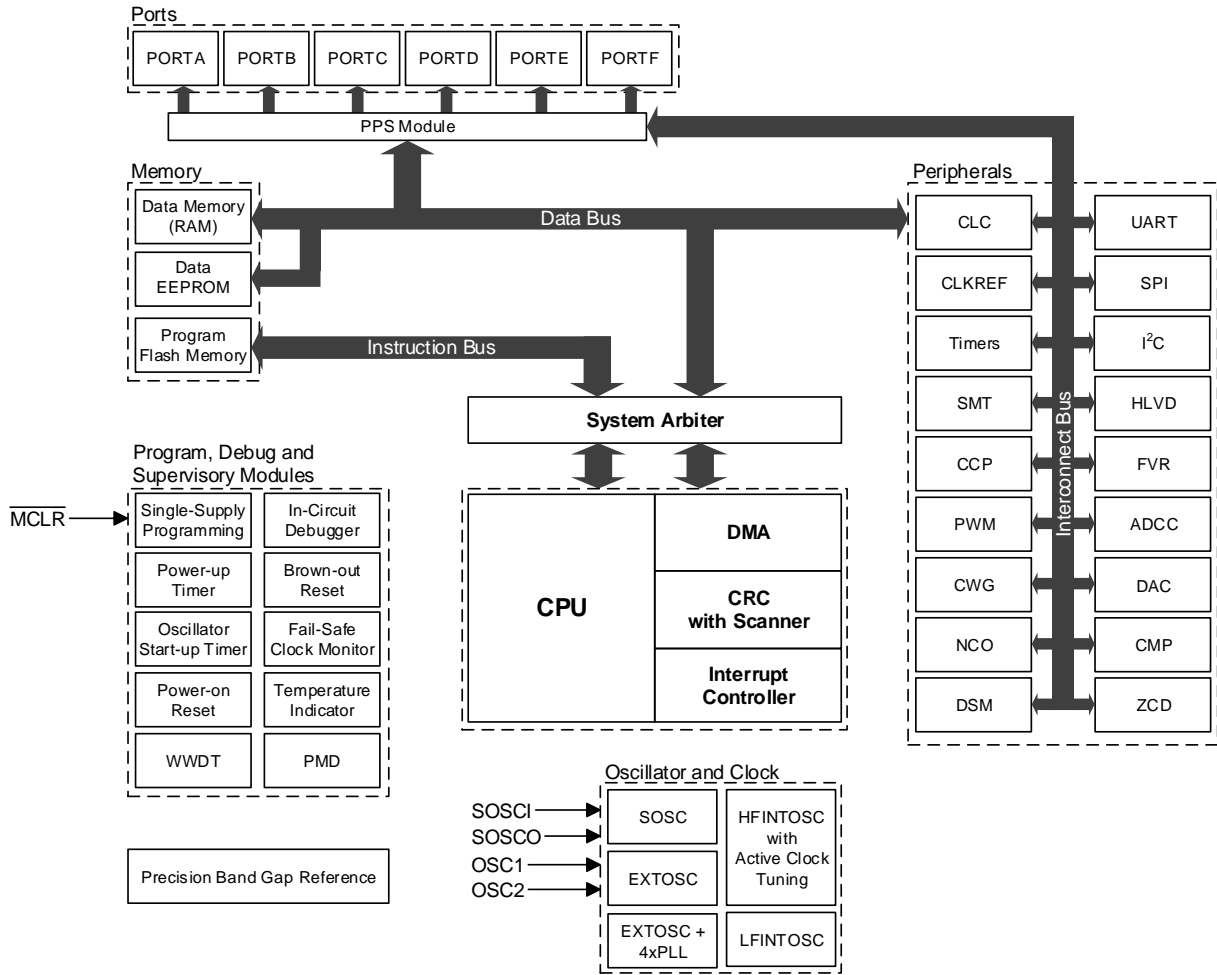 Ports
PORTA
PORTB
PORTC
PORTD
PORTE
PORTF
PPS Module
Memory
Data Memory
(RAM)
Data
EEPROM
Program
Flash Memory
Data Bus
Instruction Bus
System Arbiter
CPU
DMA
CRC
with Scanner
Interrupt
Controller
Peripherals
CLC
UART
CLKREF
SPI
Timers
I²C
SMT
HLVD
CCP
FVR
PWM
ADCC
CWG
DAC
NCO
CMP
DSM
ZCD
Interconnect Bus
Program, Debug and
Supervisory Modules
M̅C̅L̅R̅
Single-Supply
Programming
In-Circuit
Debugger
Power-up
Timer
Brown-out
Reset
Oscillator
Start-up Timer
Fail-Safe
Clock Monitor
Power-on
Reset
Temperature
Indicator
WWDT
PMD
Precision Band Gap Reference
Oscillator and Clock
SOSCI
SOSCO
OSC1
OSC2
SOSC
HFINTOSC
with
Active Clock
Tuning
EXTOSC
EXTOSC +
4xPLL
LFINTOSC